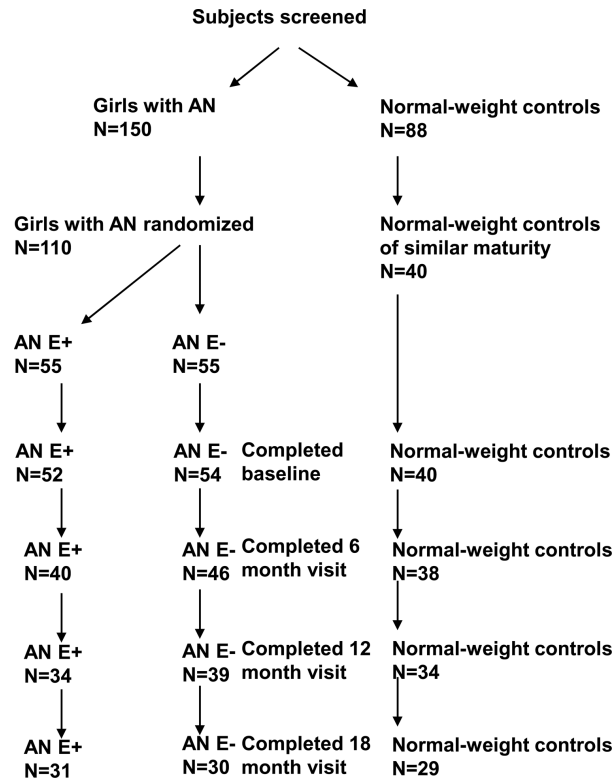 Subjects screened
Girls with AN
N=150
Normal-weight controls
N=88
Girls with AN randomized
N=110
Normal-weight controls
of similar maturity
N=40
AN E+
N=55
AN E-
N=55
AN E+
N=52
AN E-
N=54
Completed
baseline
Normal-weight controls
N=40
AN E+
N=40
AN E-
N=46
Completed 6
month visit
Normal-weight controls
N=38
AN E+
N=34
AN E-
N=39
Completed 12
month visit
Normal-weight controls
N=34
AN E+
N=31
AN E-
N=30
Completed 18
month visit
Normal-weight controls
N=29